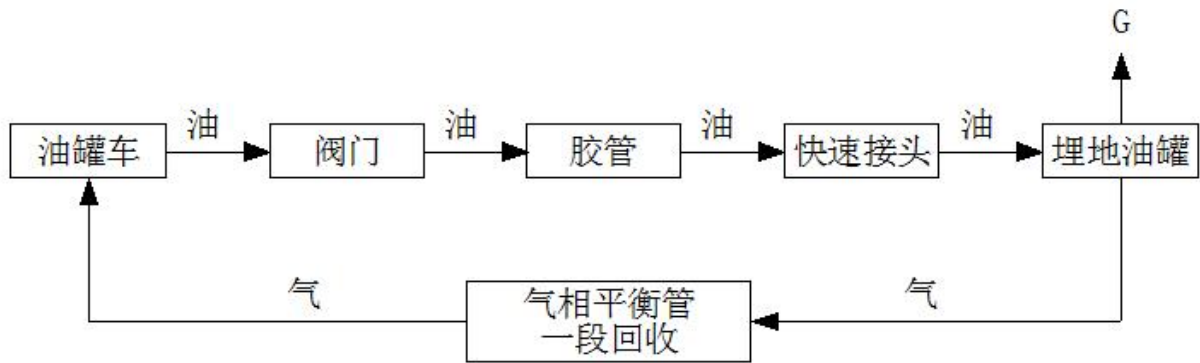 G
油 油 油 油
油罐车 阀门 胶管 快速接头 埋地油罐
气 气
气相平衡管
一段回收